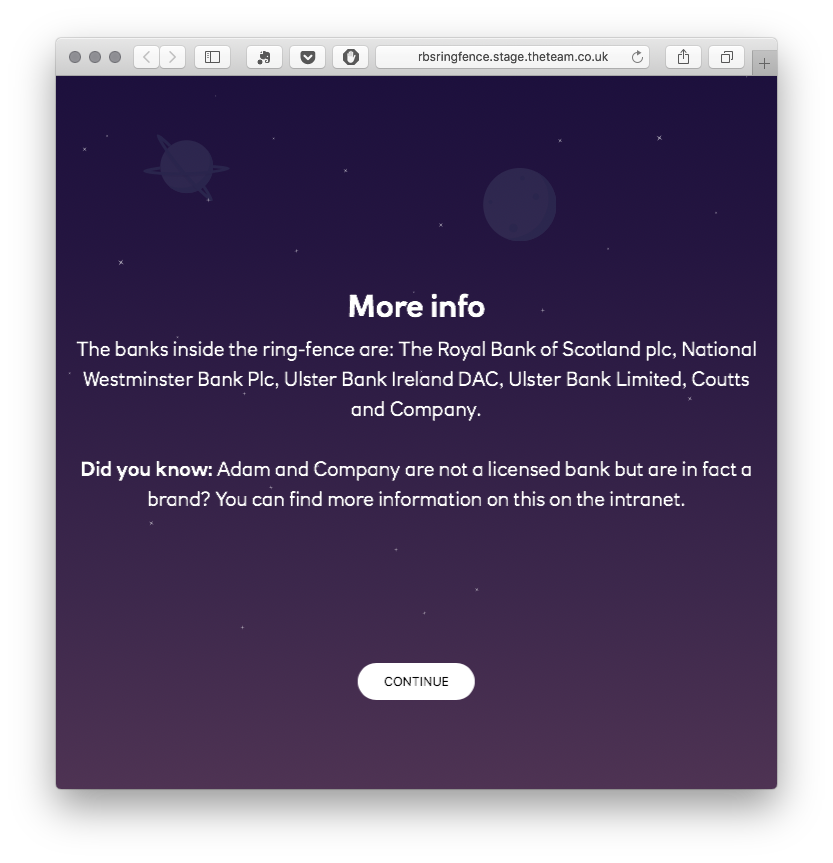 rbsringfence.stage.theteam.co.uk
More info
The banks inside the ring-fence are: The Royal Bank of Scotland plc, National
Westminster Bank Plc, Ulster Bank Ireland DAC, Ulster Bank Limited, Coutts
and Company.
Did you know: Adam and Company are not a licensed bank but are in fact a
brand? You can find more information on this on the intranet.
CONTINUE